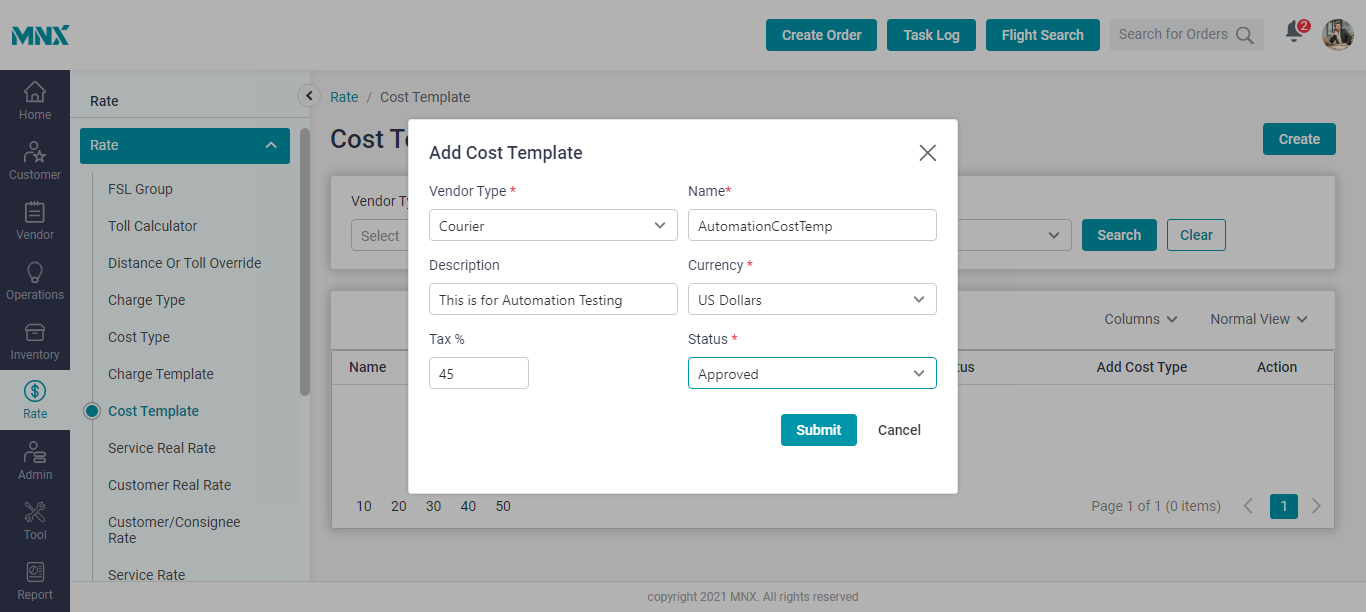 MNX
Create Order
Task Log
Flight Search
Search for Orders
2
Home
Customer
Vendor
Operations
Inventory
Rate
Admin
Tool
Report
Rate
Rate
FSL Group
Toll Calculator
Distance Or Toll Override
Charge Type
Cost Type
Charge Template
Cost Template
Service Real Rate
Customer Real Rate
Customer/Consignee
Rate
Service Rate
Rate / Cost Template
Cost T
Create
Vendor Ty
Select
Search
Clear
Columns
Normal View
Name
tus
Add Cost Type
Action
10 20 30 40 50
Page 1 of 1 (0 items)
1
Add Cost Template
Vendor Type *
Name*
Courier
AutomationCostTemp
Description
Currency *
This is for Automation Testing
US Dollars
Tax %
Status *
45
Approved
Submit
Cancel
copyright 2021 MNX. All rights reserved